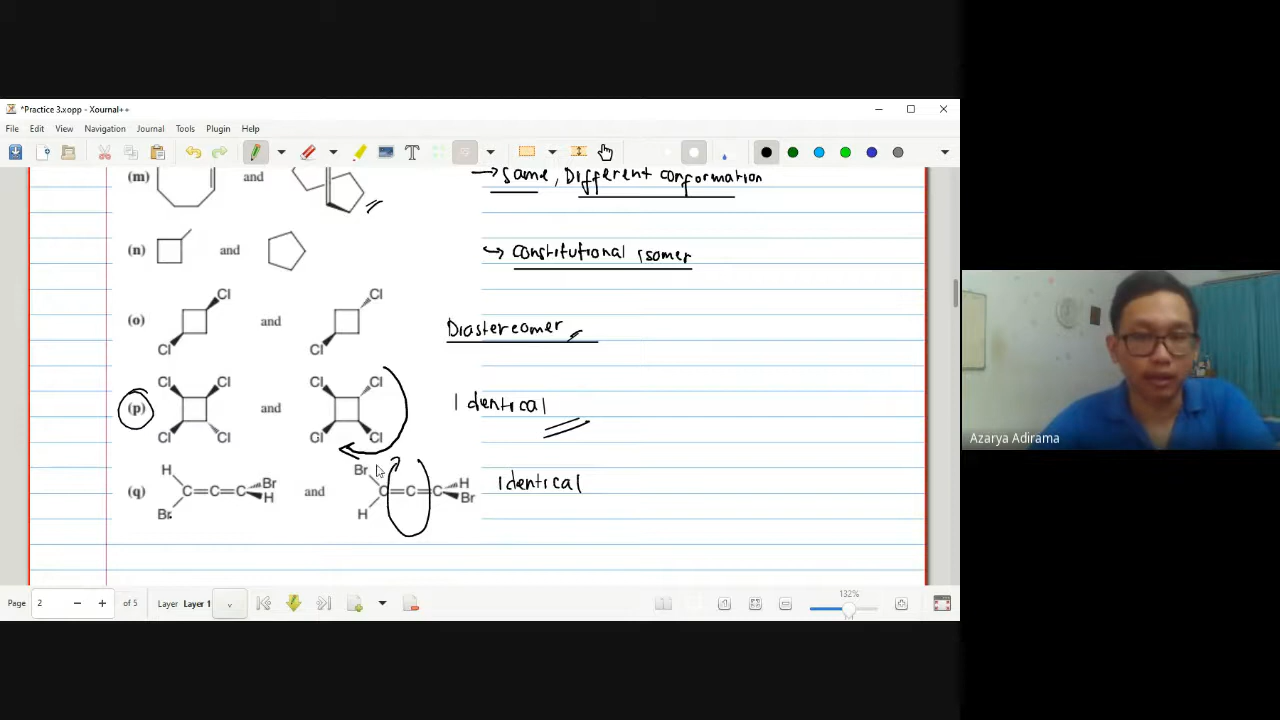 *Practice 3.xopp - Xournal++
File Edit View Navigation Journal Tools Plugin Help
(m) and → same, Different conformation
(n) and ↪ constitutional isomer
Cl Cl
(o) and Diastereomer
Cl Cl
Cl Cl Cl Cl
(p) and Identical
Cl Cl Cl Cl
H Br
(q) C=C=C Br H and C=C=C H Br Identical
Br H
Azarya Adirama
Page 2 of 5 Layer Layer 1 132%